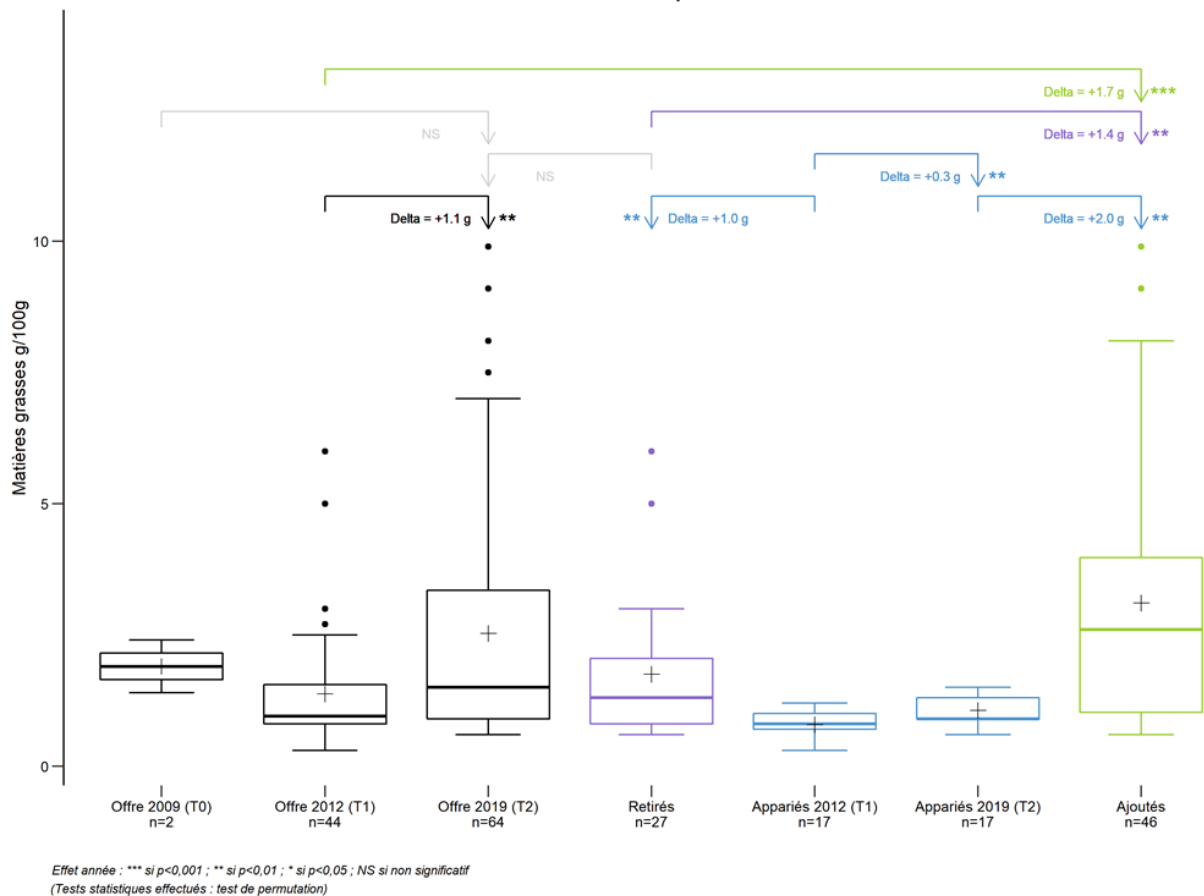 Delta = +1.7 g ***
Delta = +1.4 g **
NS
NS
Delta = +0.3 g **
Delta = +1.1 g **
** Delta = +1.0 g
Delta = +2.0 g **
Matières grasses g/100g
10
5
0
Offre 2009 (T0)
n=2
Offre 2012 (T1)
n=44
Offre 2019 (T2)
n=64
Retirés
n=27
Appariés 2012 (T1)
n=17
Appariés 2019 (T2)
n=17
Ajoutés
n=46
Effet année : *** si p<0,001 ; ** si p<0,01 ; * si p<0,05 ; NS si non significatif
(Tests statistiques effectués : test de permutation)